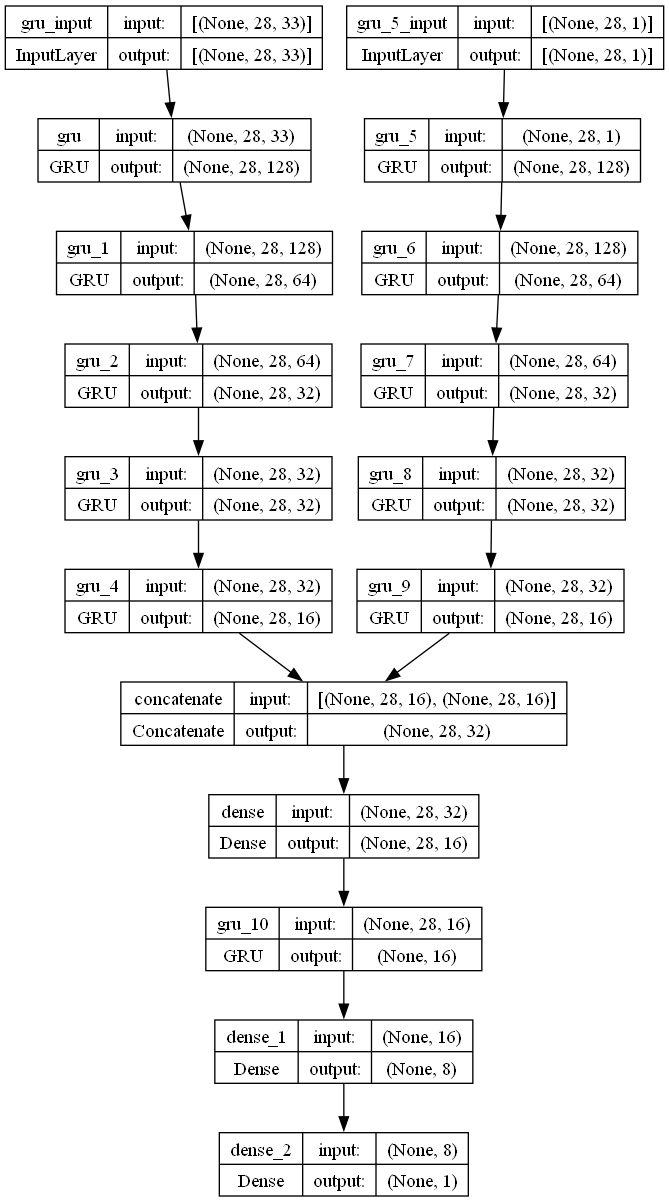 gru_input input: [(None, 28, 33)]
InputLayer output: [(None, 28, 33)]
gru_5_input input: [(None, 28, 1)]
InputLayer output: [(None, 28, 1)]
gru input: (None, 28, 33)
GRU output: (None, 28, 128)
gru_5 input: (None, 28, 1)
GRU output: (None, 28, 128)
gru_1 input: (None, 28, 128)
GRU output: (None, 28, 64)
gru_6 input: (None, 28, 128)
GRU output: (None, 28, 64)
gru_2 input: (None, 28, 64)
GRU output: (None, 28, 32)
gru_7 input: (None, 28, 64)
GRU output: (None, 28, 32)
gru_3 input: (None, 28, 32)
GRU output: (None, 28, 32)
gru_8 input: (None, 28, 32)
GRU output: (None, 28, 32)
gru_4 input: (None, 28, 32)
GRU output: (None, 28, 16)
gru_9 input: (None, 28, 32)
GRU output: (None, 28, 16)
concatenate input: [(None, 28, 16), (None, 28, 16)]
Concatenate output: (None, 28, 32)
dense input: (None, 28, 32)
Dense output: (None, 28, 16)
gru_10 input: (None, 28, 16)
GRU output: (None, 16)
dense_1 input: (None, 16)
Dense output: (None, 8)
dense_2 input: (None, 8)
Dense output: (None, 1)